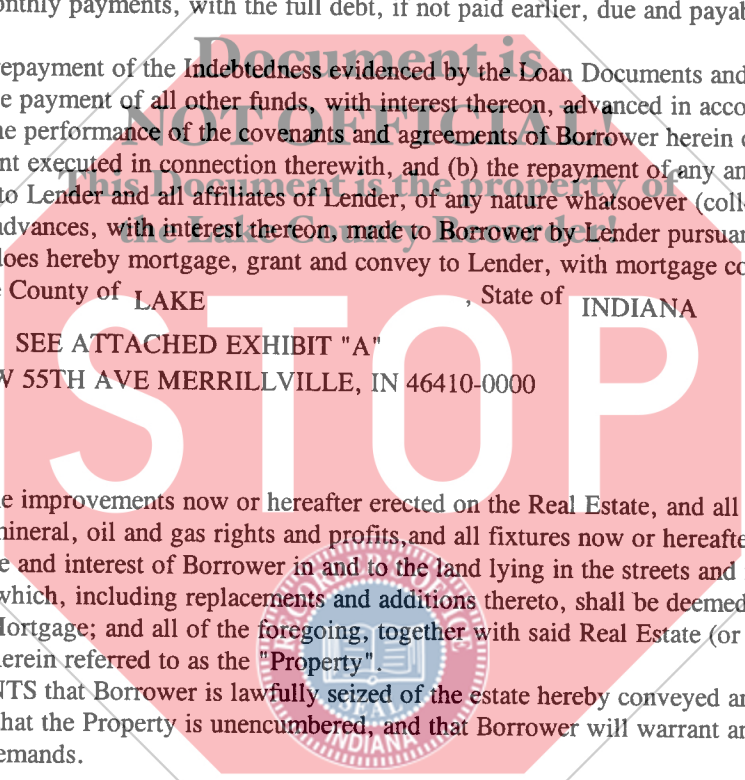 onthly payments, with the full debt, if not paid earlier, due and payab
Document is
epayment of the Indebtedness evidenced by the Loan Documents and
e payment of all other funds, with interest thereon, advanced in acco
NOT OFFICIAL!
he performance of the covenants and agreements of Borrower herein
nt executed in connection therewith, and (b) the repayment of any an
This Document is the property of
to Lender and all affiliates of Lender, of any nature whatsoever (coll
advances, with interest thereon, made to Borrower by Lender pursuan
the Lake County Recorder!
does hereby mortgage, grant and convey to Lender, with mortgage co
County of LAKE , State of INDIANA
STOP
SEE ATTACHED EXHIBIT "A"
W 55TH AVE MERRILLVILLE, IN 46410-0000
e improvements now or hereafter erected on the Real Estate, and all
mineral, oil and gas rights and profits,and all fixtures now or hereafte
e and interest of Borrower in and to the land lying in the streets and
which, including replacements and additions thereto, shall be deemed
Mortgage; and all of the foregoing, together with said Real Estate (or
herein referred to as the "Property".
RECORDER'S OFFICE
SEAL
INDIANA
NTS that Borrower is lawfully seized of the estate hereby conveyed an
that the Property is unencumbered, and that Borrower will warrant an
emands.